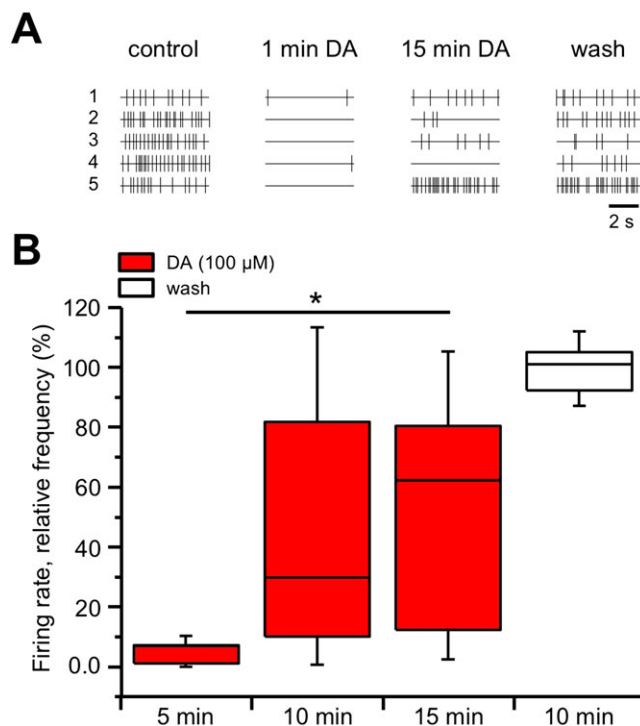 A
control 1 min DA 15 min DA wash
1
2
3
4
5
2 s
B
DA (100 µM)
wash
*
Firing rate, relative frequency (%)
120
100
80
60
40
20
0.0
5 min 10 min 15 min 10 min